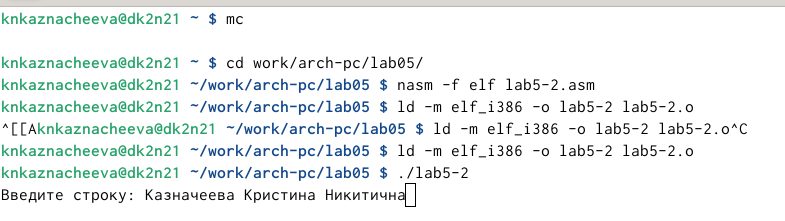 knkaznacheeva@dk2n21 ~ $ mc
knkaznacheeva@dk2n21 ~ $ cd work/arch-pc/lab05/
knkaznacheeva@dk2n21 ~/work/arch-pc/lab05 $ nasm -f elf lab5-2.asm
knkaznacheeva@dk2n21 ~/work/arch-pc/lab05 $ ld -m elf_i386 -o lab5-2 lab5-2.o
^[[Aknkaznacheeva@dk2n21 ~/work/arch-pc/lab05 $ ld -m elf_i386 -o lab5-2 lab5-2.o^C
knkaznacheeva@dk2n21 ~/work/arch-pc/lab05 $ ld -m elf_i386 -o lab5-2 lab5-2.o
knkaznacheeva@dk2n21 ~/work/arch-pc/lab05 $ ./lab5-2
Введите строку: Казначеева Кристина Никитична